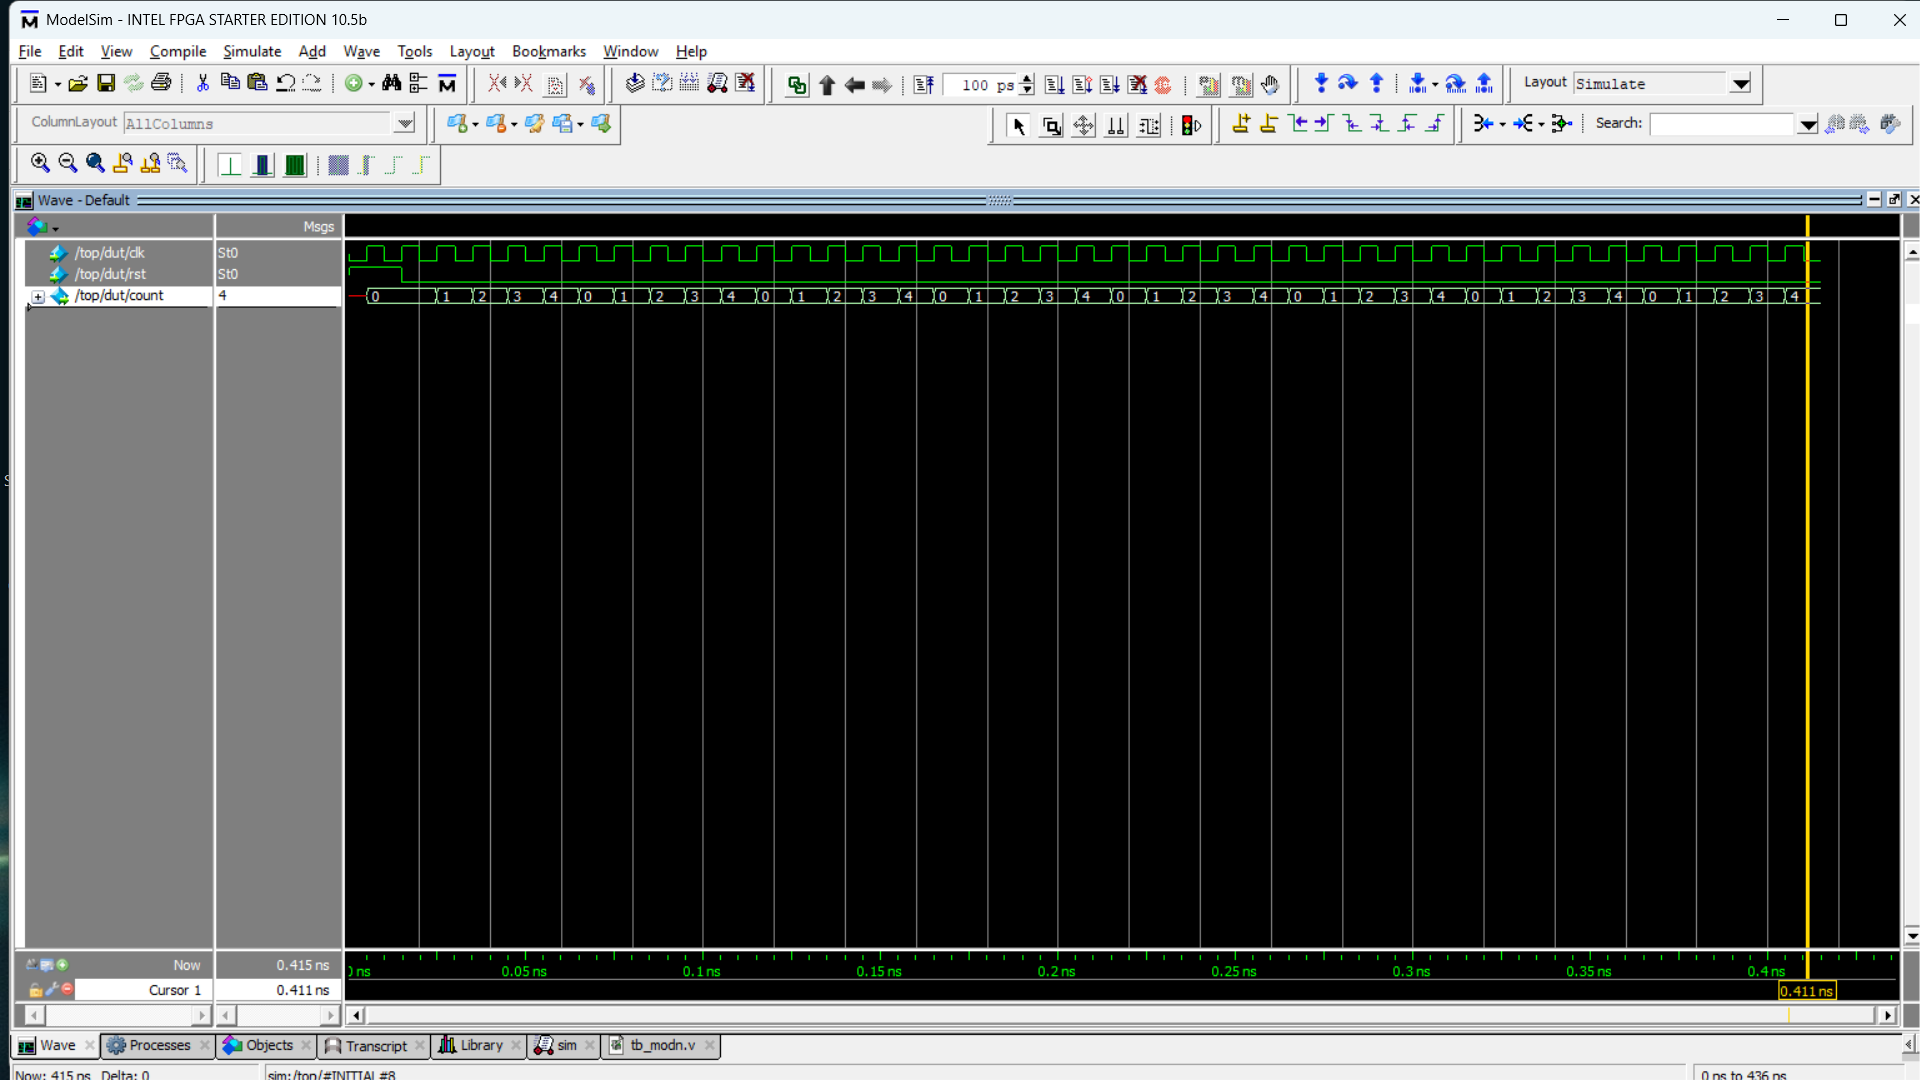 ModelSim - INTEL FPGA STARTER EDITION 10.5b
File Edit View Compile Simulate Add Wave Tools Layout Bookmarks Window Help
100 ps
Layout Simulate
ColumnLayout AllColumns
Search:
Wave - Default
Msgs
/top/dut/clk St0
/top/dut/rst St0
/top/dut/count 4
0 1 2 3 4 0 1 2 3 4 0 1 2 3 4 0 1 2 3 4 0 1 2 3 4 0 1 2 3 4 0 1 2 3 4 0 1 2 3 4
Now 0.415 ns
ns 0.05 ns 0.1 ns 0.15 ns 0.2 ns 0.25 ns 0.3 ns 0.35 ns 0.4 ns
Cursor 1 0.411 ns
0.411 ns
Wave Processes Objects Transcript Library sim tb_modn.v
Now: 415 ps Delta: 0 sim:/top/#INITIAL#8 0 ps to 436 ps